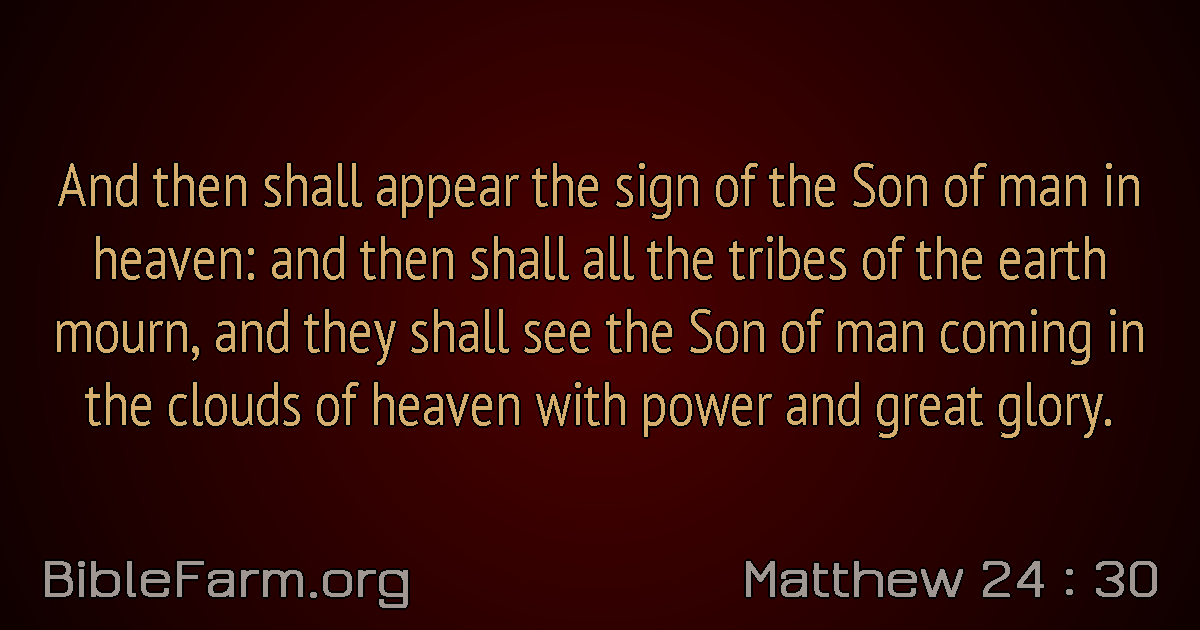 And then shall appear the sign of the Son of man in
heaven: and then shall all the tribes of the earth
mourn, and they shall see the Son of man coming in
the clouds of heaven with power and great glory.
BibleFarm.org
Matthew 24 : 30